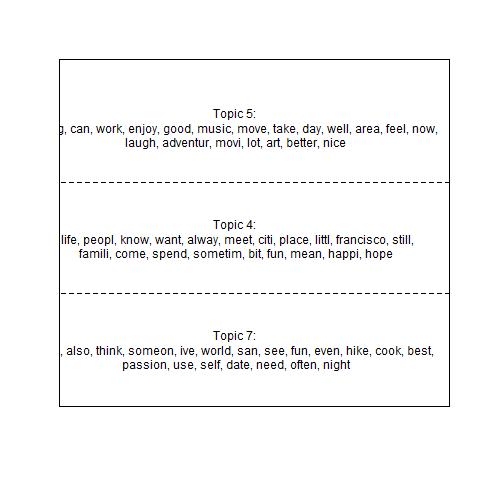 Topic 5:
, can, work, enjoy, good, music, move, take, day, well, area, feel, now,
laugh, adventur, movi, lot, art, better, nice
Topic 4:
life, peopl, know, want, alway, meet, citi, place, littl, francisco, still,
famili, come, spend, sometim, bit, fun, mean, happi, hope
Topic 7:
, also, think, someon, ive, world, san, see, fun, even, hike, cook, best,
passion, use, self, date, need, often, night